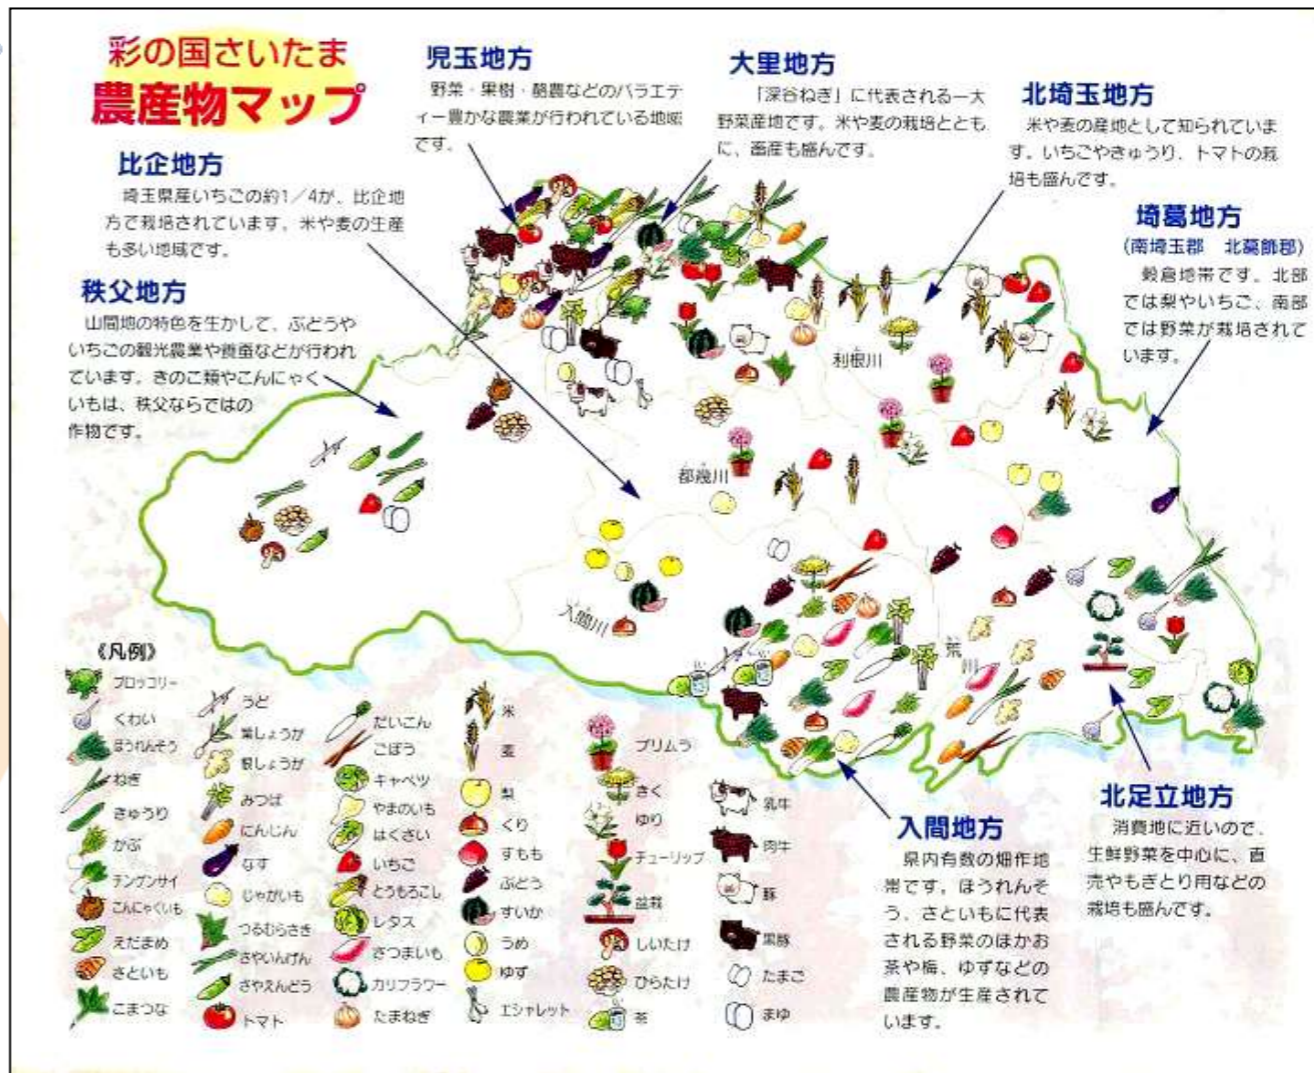 彩の国さいたま
農産物マップ
児玉地方
野菜・果樹・酪農などのバラエテ
ィー豊かな農業が行われている地域
です。
大里地方
「深谷ねぎ」に代表される一大
野菜産地です。米や麦の栽培ととも
に、畜産も盛んです。
北埼玉地方
米や麦の産地として知られていま
す。いちごやきゅうり、トマトの栽
培も盛んです。
比企地方
埼玉県産いちごの約1／4が、比企地
方で栽培されています。米や麦の生産
も多い地域です。
埼葛地方
(南埼玉郡 北葛飾郡)
穀倉地帯です。北部
では梨やいちご、南部
では野菜が栽培されて
います。
秩父地方
山間地の特色を生かして、ぶどうや
いちごの観光農業や養蚕などが行われ
ています。きのこ類やこんにゃく
いもは、秩父ならではの
作物です。
利根川
都幾川
入間川
荒川
《凡例》
ブロッコリー
くわい
ほうれんそう
ねぎ
きゅうり
かぶ
チンゲンサイ
こんにゃくいも
えだまめ
さといも
こまつな
うど
葉しょうが
根しょうが
みつば
にんじん
なす
じゃがいも
つるむらさき
さやいんげん
さやえんどう
トマト
だいこん
ごぼう
キャベツ
やまのいも
はくさい
いちご
とうもろこし
レタス
さつまいも
カリフラワー
たまねぎ
米
麦
梨
くり
すもも
ぶどう
すいか
うめ
ゆず
エシャレット
プリムラ
きく
ゆり
チューリップ
盆栽
しいたけ
ひらたけ
茶
乳牛
肉牛
豚
黒豚
たまご
まゆ
入間地方
県内有数の畑作地
帯です。ほうれんそ
う、さといもに代表
される野菜のほかお
茶や梅、ゆずなどの
農産物が生産されて
います。
北足立地方
消費地に近いので、
生鮮野菜を中心に、直
売やもぎとり用などの
栽培も盛んです。